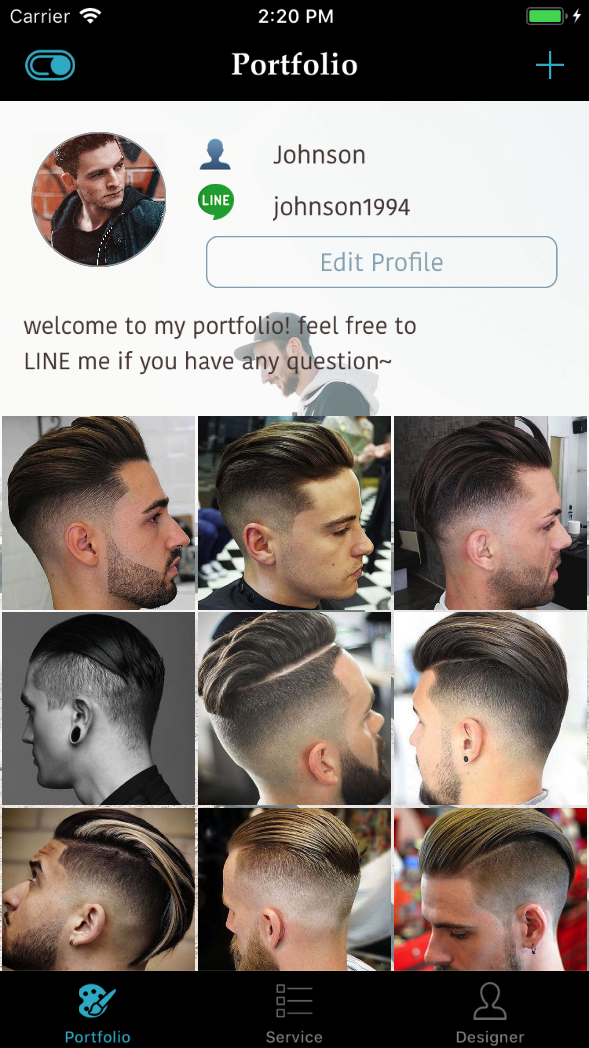 Carrier 2:20 PM
Portfolio
Johnson
LINE johnson1994
Edit Profile
welcome to my portfolio! feel free to
LINE me if you have any question~
Portfolio Service Designer